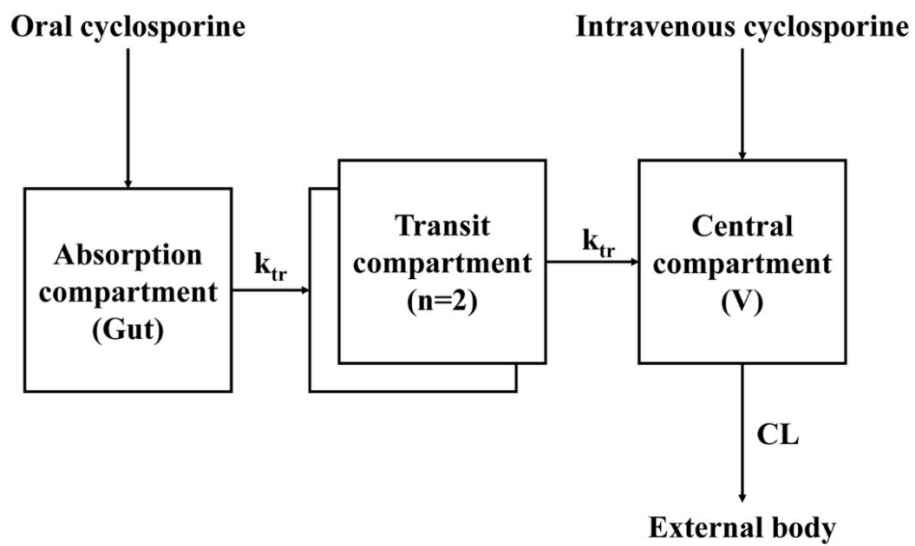 Oral cyclosporine
Intravenous cyclosporine
Absorption
compartment
(Gut)
k_tr
Transit
compartment
(n=2)
k_tr
Central
compartment
(V)
CL
External body